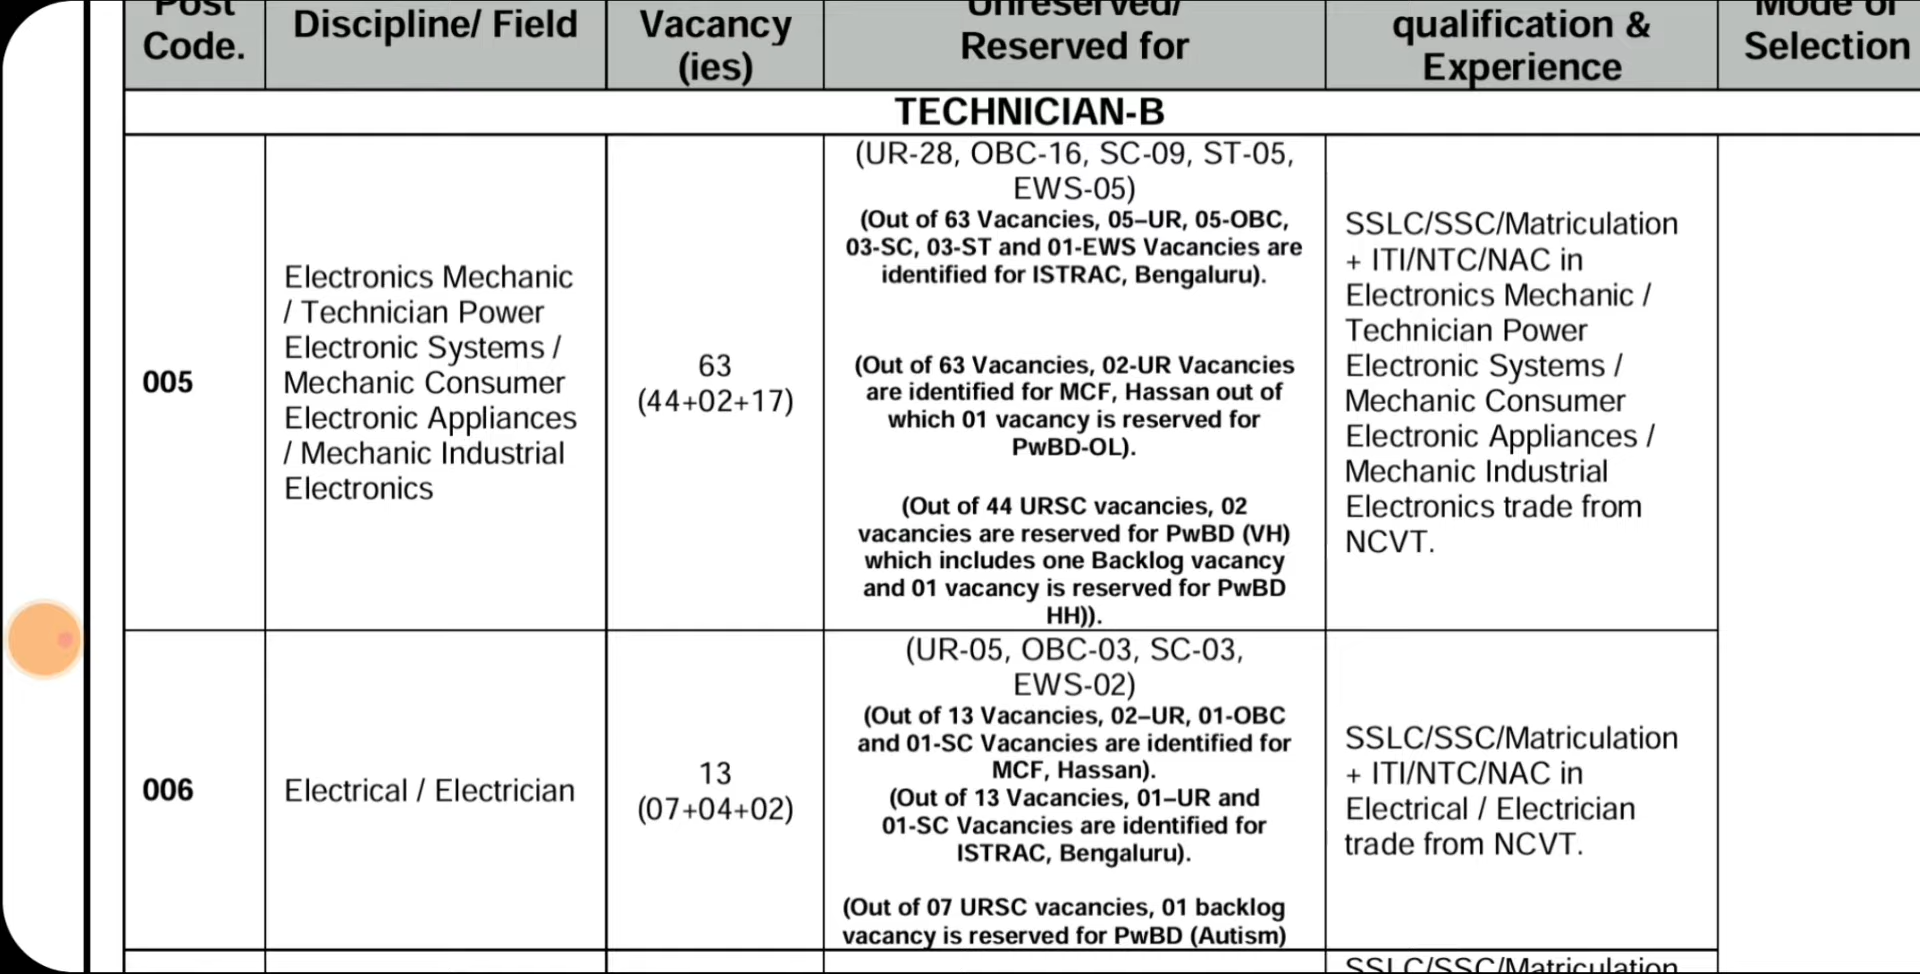 Post
Code.
Discipline/ Field
Vacancy
(ies)
Unreserved/
Reserved for
qualification &
Experience
Mode of
Selection
TECHNICIAN-B
005
Electronics Mechanic
/ Technician Power
Electronic Systems /
Mechanic Consumer
Electronic Appliances
/ Mechanic Industrial
Electronics
63
(44+02+17)
(UR-28, OBC-16, SC-09, ST-05,
EWS-05)
(Out of 63 Vacancies, 05–UR, 05-OBC,
03-SC, 03-ST and 01-EWS Vacancies are
identified for ISTRAC, Bengaluru).
(Out of 63 Vacancies, 02-UR Vacancies
are identified for MCF, Hassan out of
which 01 vacancy is reserved for
PwBD-OL).
(Out of 44 URSC vacancies, 02
vacancies are reserved for PwBD (VH)
which includes one Backlog vacancy
and 01 vacancy is reserved for PwBD
HH)).
SSLC/SSC/Matriculation
+ ITI/NTC/NAC in
Electronics Mechanic /
Technician Power
Electronic Systems /
Mechanic Consumer
Electronic Appliances /
Mechanic Industrial
Electronics trade from
NCVT.
006
Electrical / Electrician
13
(07+04+02)
(UR-05, OBC-03, SC-03,
EWS-02)
(Out of 13 Vacancies, 02–UR, 01-OBC
and 01-SC Vacancies are identified for
MCF, Hassan).
(Out of 13 Vacancies, 01–UR and
01-SC Vacancies are identified for
ISTRAC, Bengaluru).
(Out of 07 URSC vacancies, 01 backlog
vacancy is reserved for PwBD (Autism)
SSLC/SSC/Matriculation
+ ITI/NTC/NAC in
Electrical / Electrician
trade from NCVT.
SSLC/SSC/Matriculation